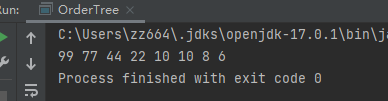 Run: OrderTree ×
C:\Users\zz664\.jdks\openjdk-17.0.1\bin\ja
99 77 44 22 10 10 8 6
Process finished with exit code 0